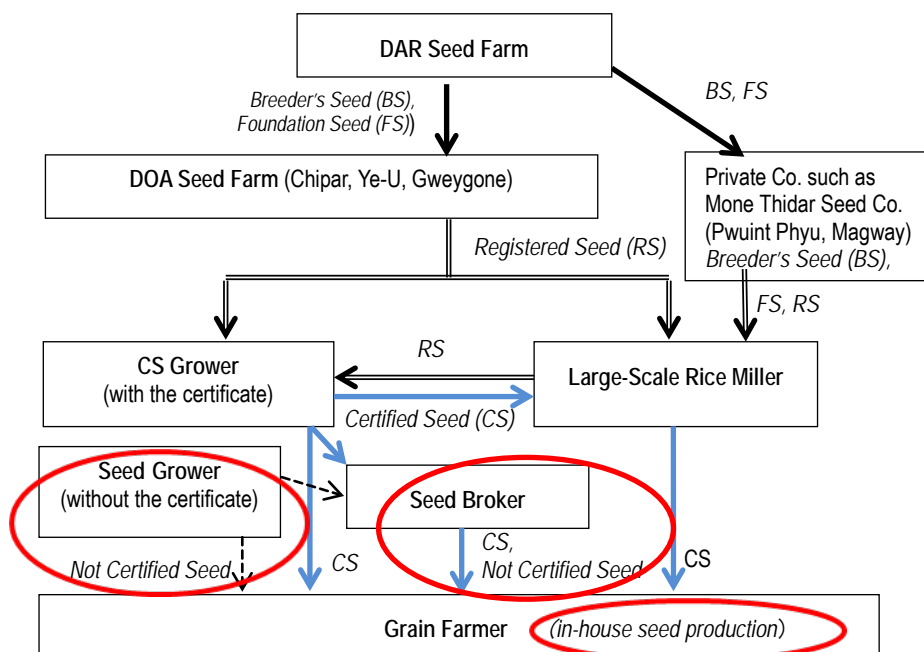 DAR Seed Farm
Breeder's Seed (BS),
Foundation Seed (FS))
BS, FS
DOA Seed Farm (Chipar, Ye-U, Gweygone)
Private Co. such as
Mone Thidar Seed Co.
(Pwuint Phyu, Magway)
Breeder's Seed (BS),
Registered Seed (RS)
FS, RS
CS Grower
(with the certificate)
RS
Large-Scale Rice Miller
Certified Seed (CS)
Seed Grower
(without the certificate)
Seed Broker
Not Certified Seed
CS
CS,
Not Certified Seed
CS
Grain Farmer (in-house seed production)